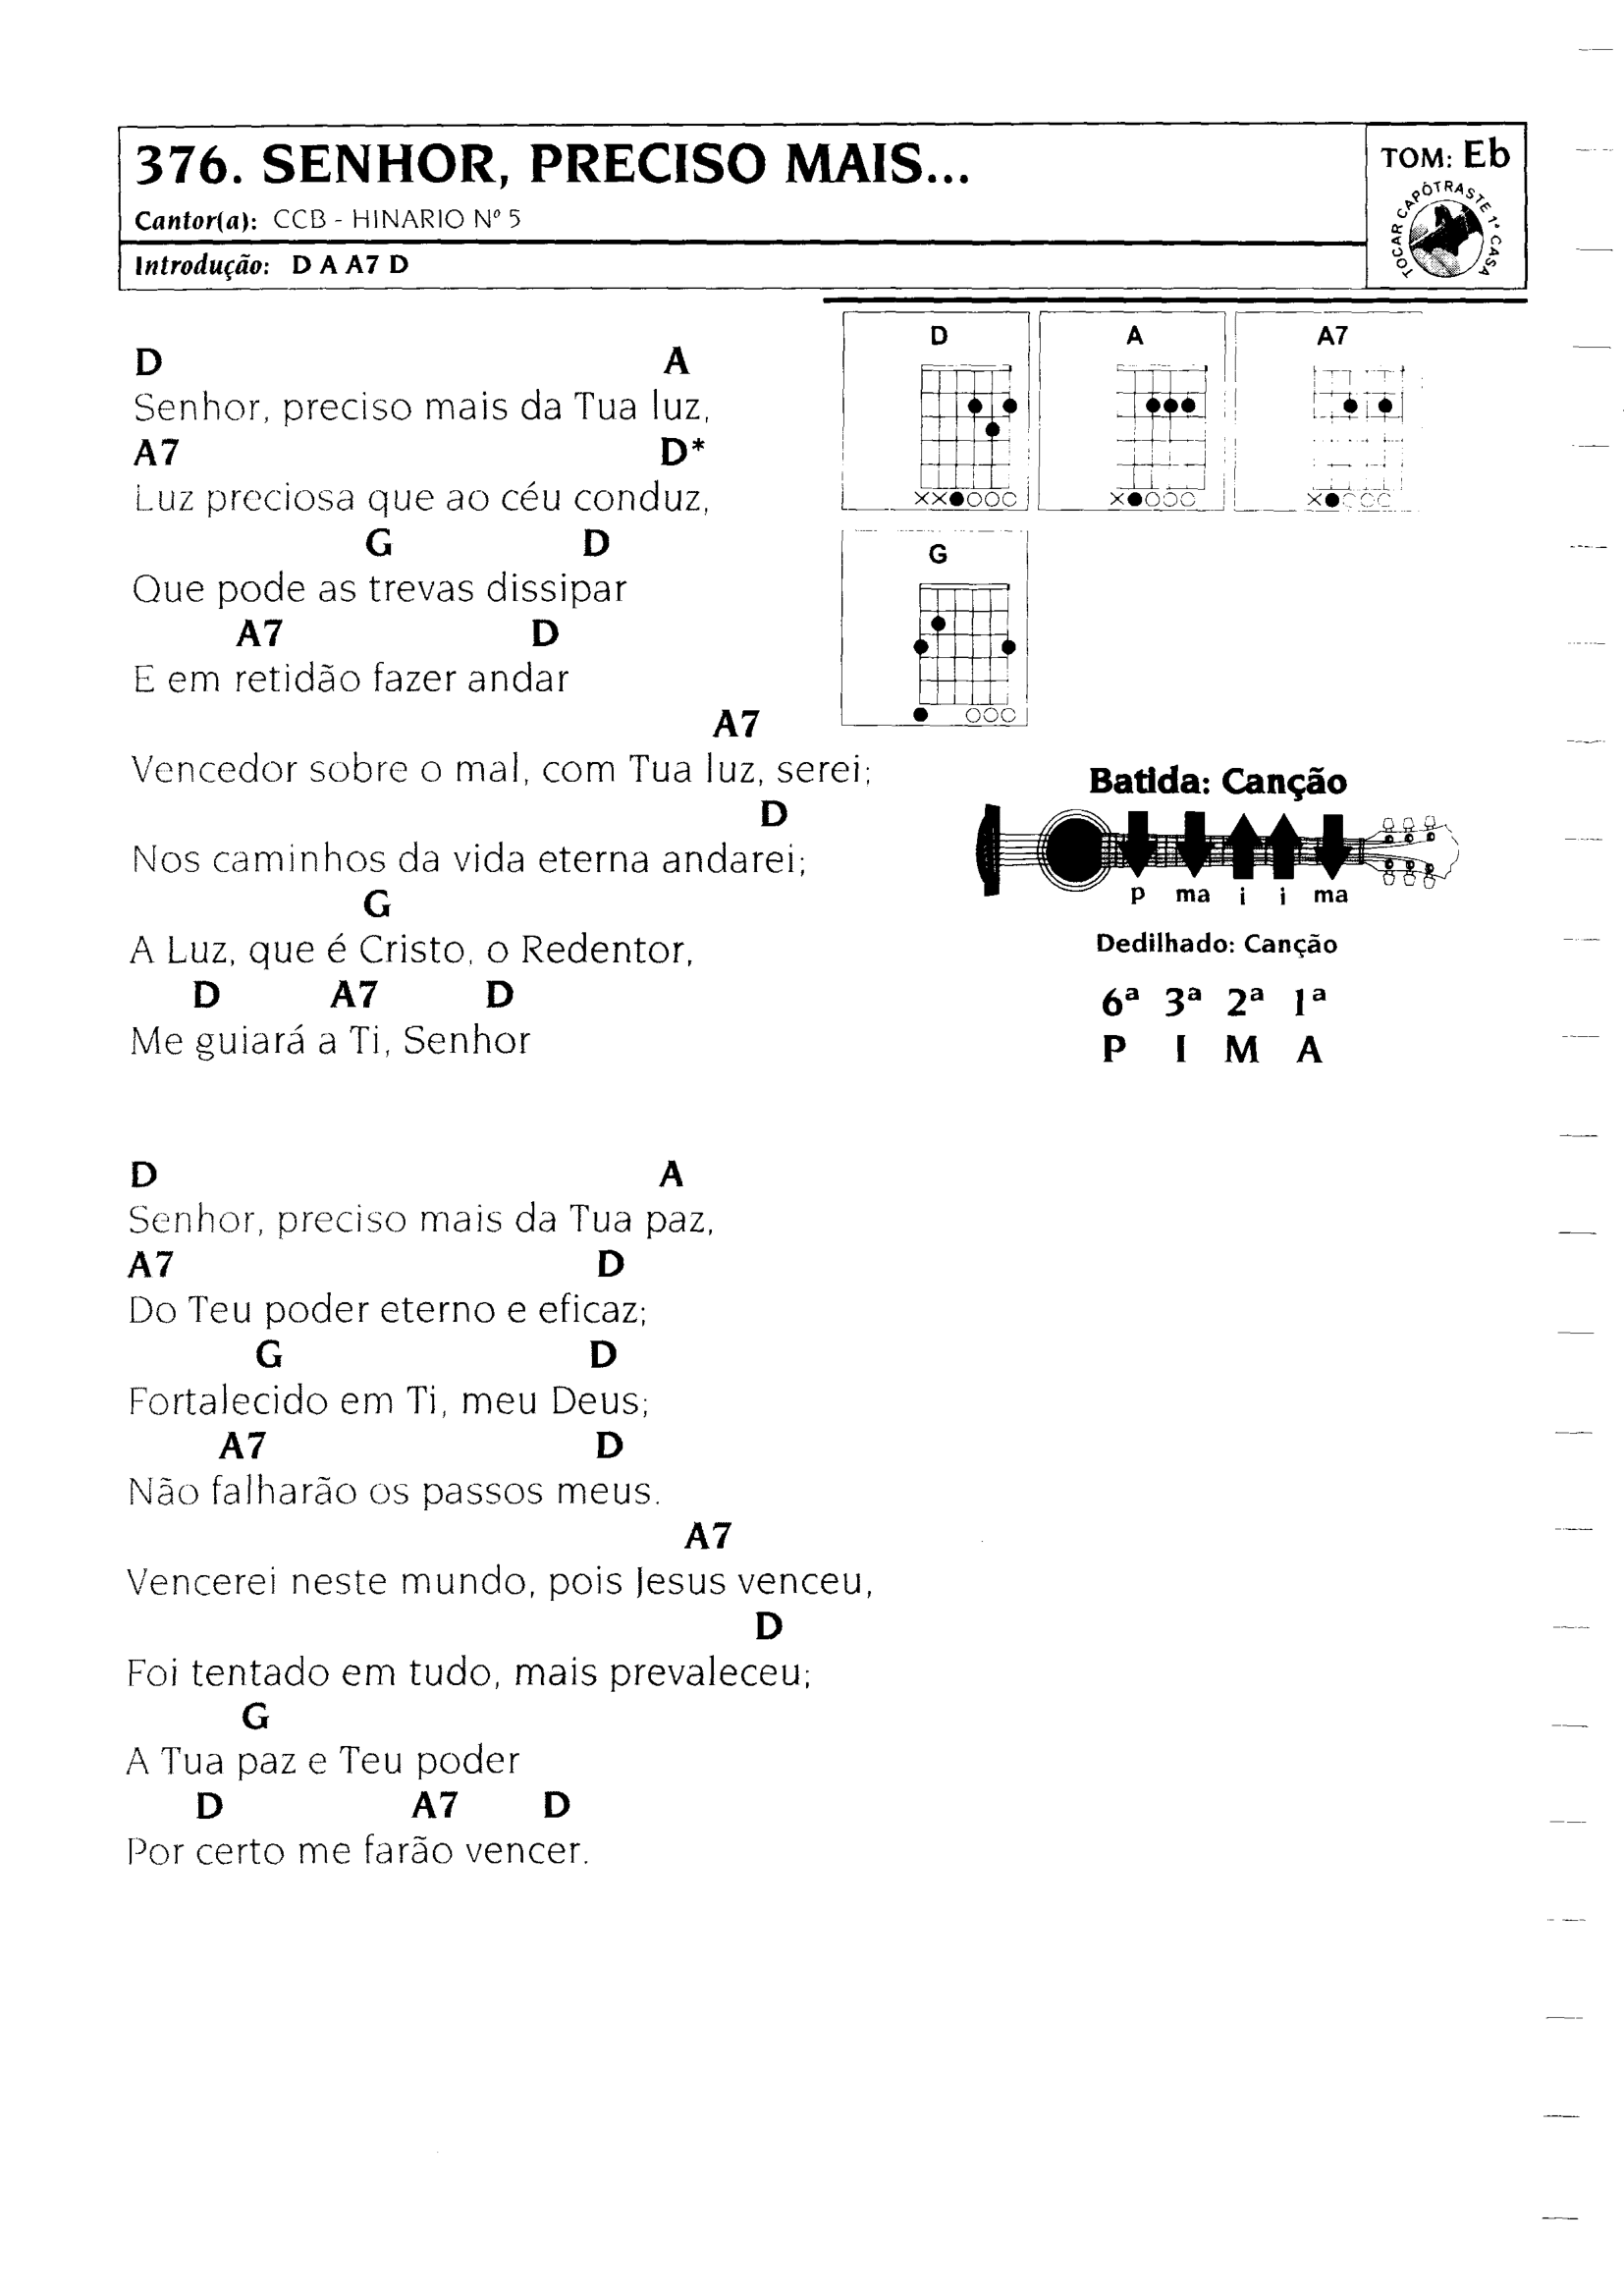 376. SENHOR, PRECISO MAIS...
Cantor(a): CCB - HINARIO Nº 5
Introdução: D A A7 D
TOM: Eb
TOCAR CAPÔTRASTE 1ª CASA
D A
Senhor, preciso mais da Tua luz,
A7 D*
Luz preciosa que ao céu conduz,
G D
Que pode as trevas dissipar
A7 D
E em retidão fazer andar
A7
Vencedor sobre o mal, com Tua luz, serei;
D
Nos caminhos da vida eterna andarei;
G
A Luz, que é Cristo, o Redentor,
D A7 D
Me guiará a Ti, Senhor
D A A7
G
Batida: Canção
p ma i i ma
Dedilhado: Canção
6ª 3ª 2ª 1ª
P I M A
D A
Senhor, preciso mais da Tua paz,
A7 D
Do Teu poder eterno e eficaz;
G D
Fortalecido em Ti, meu Deus;
A7 D
Não falharão os passos meus.
A7
Vencerei neste mundo, pois Jesus venceu,
D
Foi tentado em tudo, mais prevaleceu;
G
A Tua paz e Teu poder
D A7 D
Por certo me farão vencer.